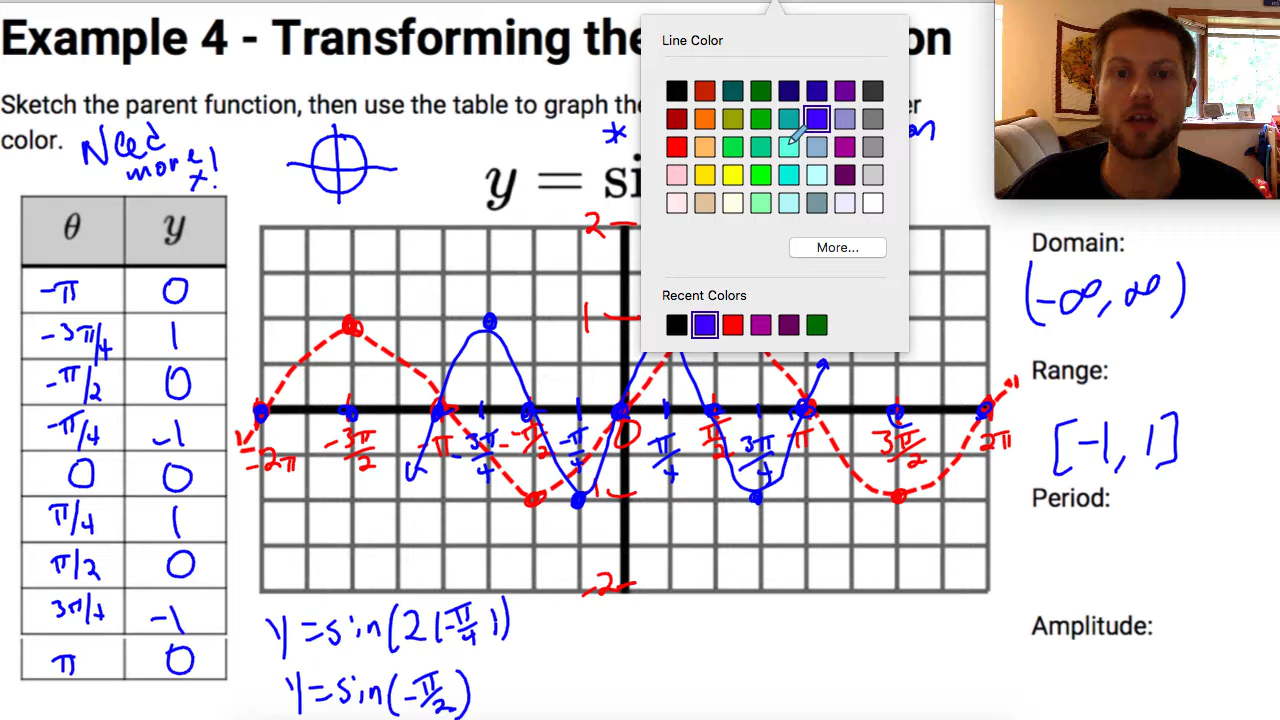 Example 4 - Transforming the
on
Sketch the parent function, then use the table to graph the
er
color.
Need
more
x!
*
on
y = si
Line Color
More...
Recent Colors
θ y
-π 0
-3π/4 1
-π/2 0
-π/4 -1
0 0
π/4 1
π/2 0
3π/4 -1
π 0
2
1
-2π -3π/2 -π -3π/4 -π/2 -π/4 0 π/4 π/2 3π/4 π 3π/2 2π
-1
-2
y = sin(2(-π/4))
y = sin(-π/2)
Domain:
(-∞, ∞)
Range:
[-1, 1]
Period:
Amplitude: